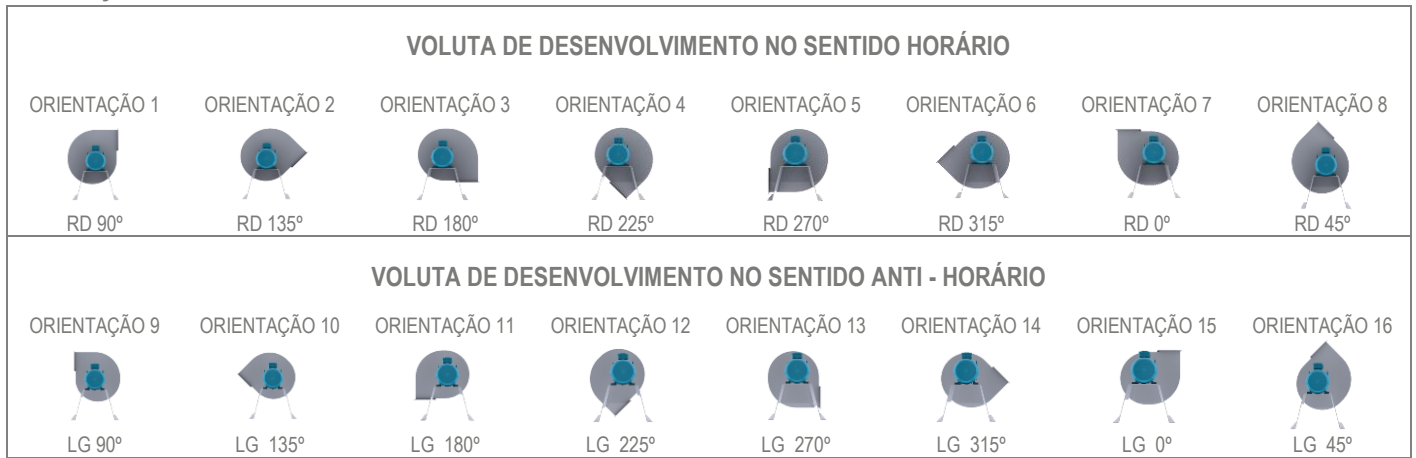 VOLUTA DE DESENVOLVIMENTO NO SENTIDO HORÁRIO
ORIENTAÇÃO 1 ORIENTAÇÃO 2 ORIENTAÇÃO 3 ORIENTAÇÃO 4 ORIENTAÇÃO 5 ORIENTAÇÃO 6 ORIENTAÇÃO 7 ORIENTAÇÃO 8
RD 90º RD 135º RD 180º RD 225º RD 270º RD 315º RD 0º RD 45º
VOLUTA DE DESENVOLVIMENTO NO SENTIDO ANTI - HORÁRIO
ORIENTAÇÃO 9 ORIENTAÇÃO 10 ORIENTAÇÃO 11 ORIENTAÇÃO 12 ORIENTAÇÃO 13 ORIENTAÇÃO 14 ORIENTAÇÃO 15 ORIENTAÇÃO 16
LG 90º LG 135º LG 180º LG 225º LG 270º LG 315º LG 0º LG 45º